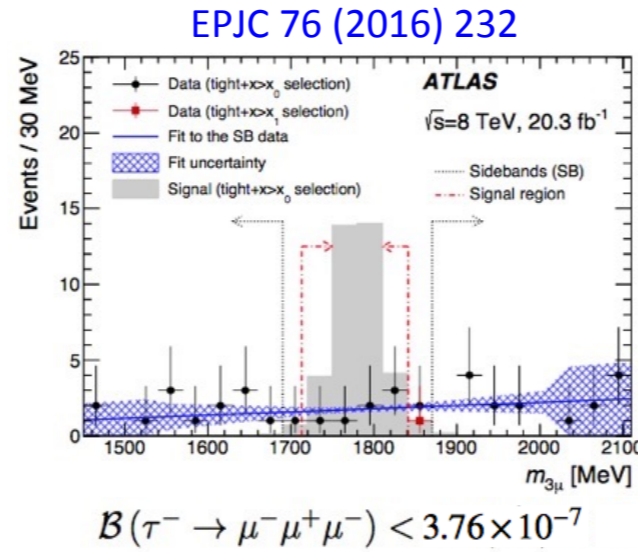 EPJC 76 (2016) 232
25
20
15
10
5
0
Events / 30 MeV
Data (tight+x>x₀ selection)
Data (tight+x>x₁ selection)
Fit to the SB data
Fit uncertainty
Signal (tight+x>x₀ selection)
ATLAS
√s=8 TeV, 20.3 fb⁻¹
Sidebands (SB)
Signal region
1500 1600 1700 1800 1900 2000 2100
m₃μ [MeV]
ℬ(τ⁻ → μ⁻μ⁺μ⁻) < 3.76×10⁻⁷